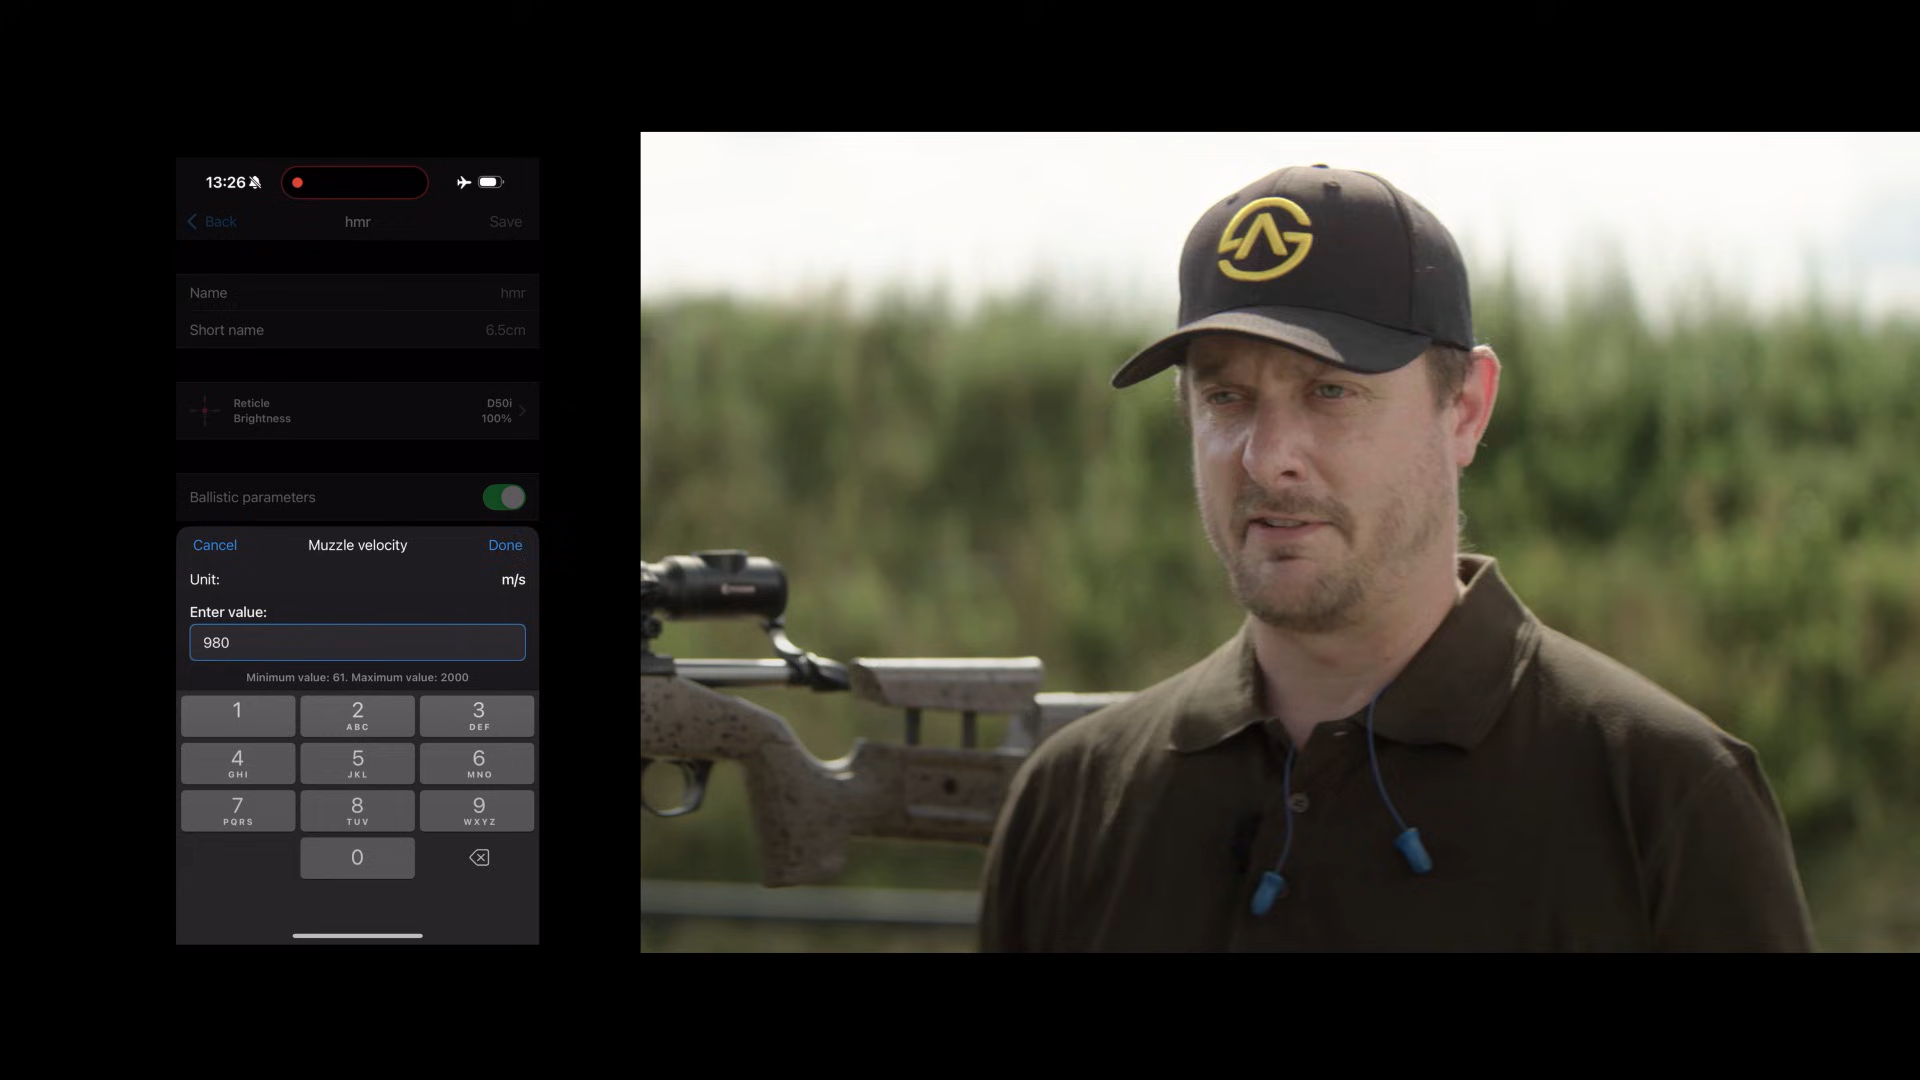 13:26
Back hmr Save
Name hmr
Short name 6.5cm
Reticle D50i
Brightness 100%
Ballistic parameters
Cancel Muzzle velocity Done
Unit: m/s
Enter value:
980
Minimum value: 61. Maximum value: 2000
1 2 3
ABC DEF
4 5 6
GHI JKL MNO
7 8 9
PQRS TUV WXYZ
0